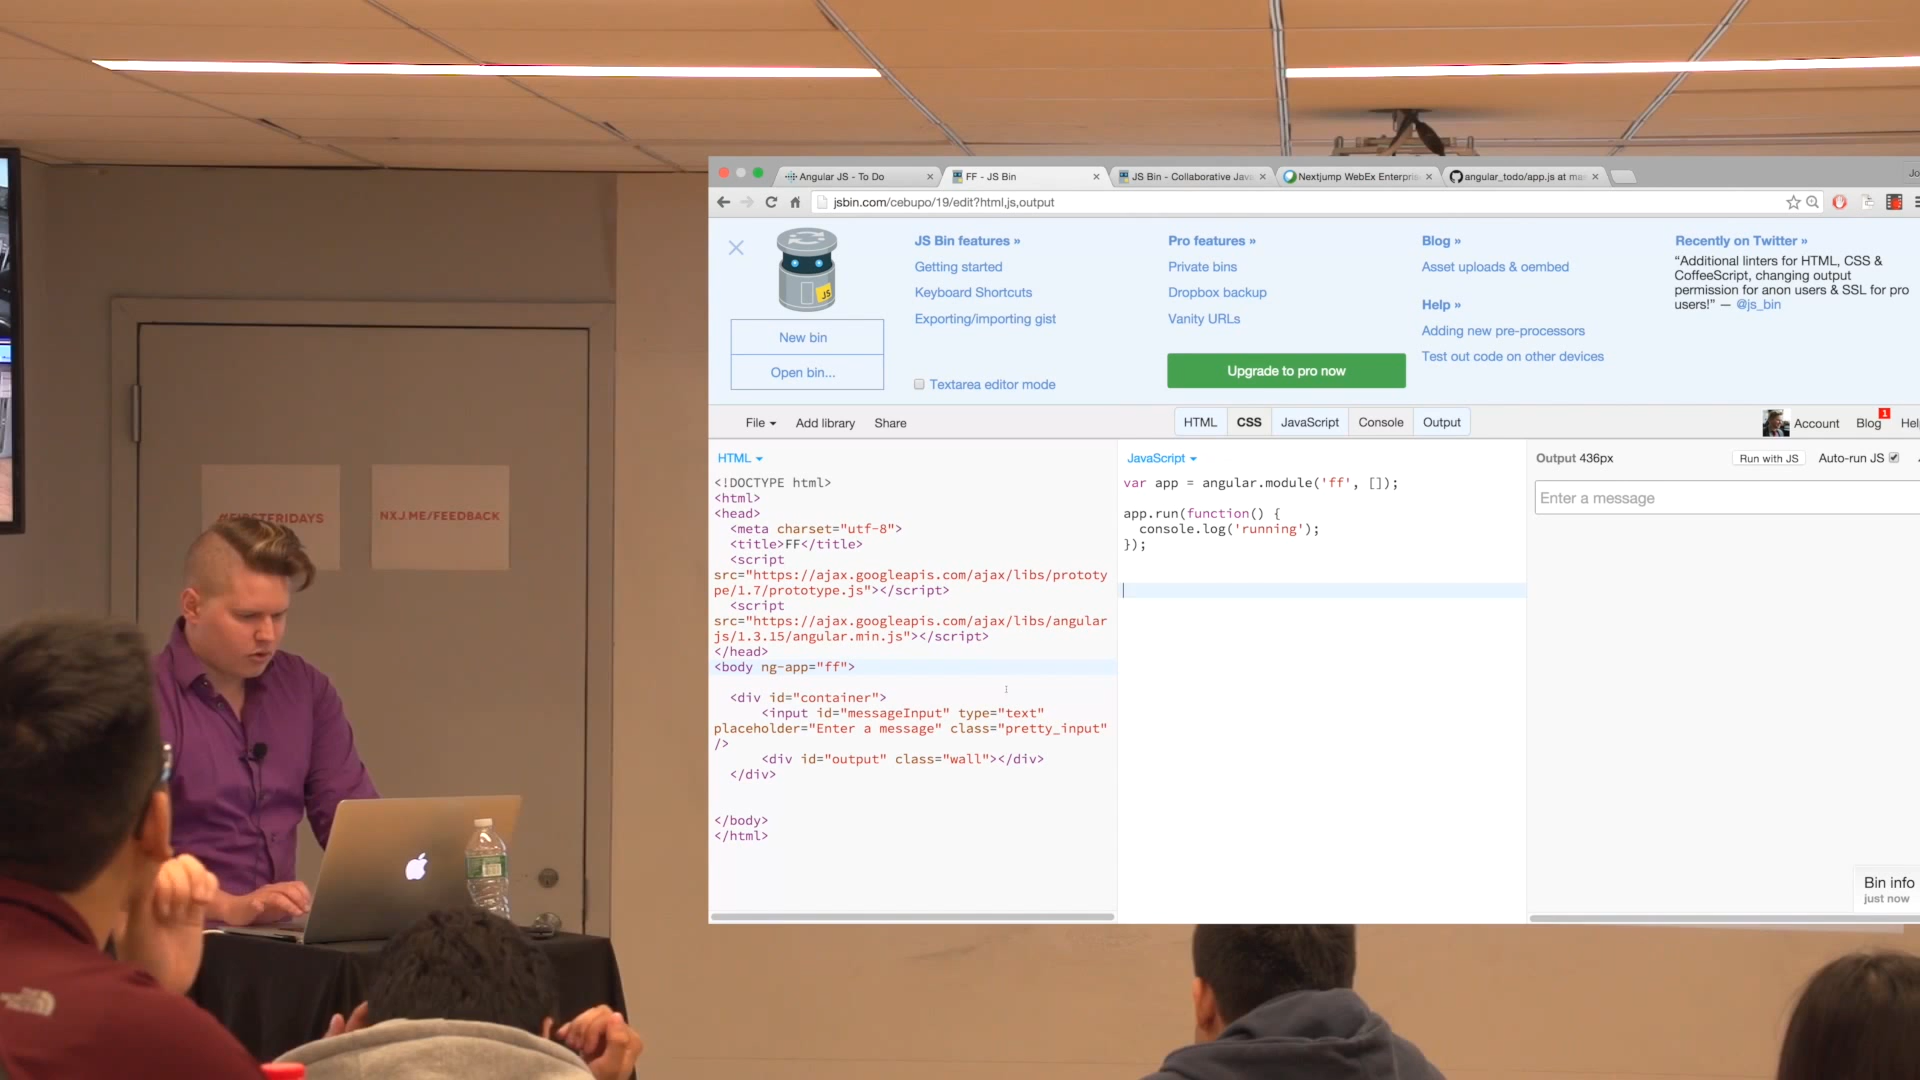 #FIRSTFRIDAYS
NXJ.ME/FEEDBACK
Angular JS - To Do
FF - JS Bin
JS Bin - Collaborative Javas
Nextjump WebEx Enterpris
angular_todo/app.js at mas
Jo
jsbin.com/cebupo/19/edit?html,js,output
JS
New bin
Open bin...
JS Bin features »
Getting started
Keyboard Shortcuts
Exporting/importing gist
Textarea editor mode
Pro features »
Private bins
Dropbox backup
Vanity URLs
Upgrade to pro now
Blog »
Asset uploads & oembed
Help »
Adding new pre-processors
Test out code on other devices
Recently on Twitter »
“Additional linters for HTML, CSS &
CoffeeScript, changing output
permission for anon users & SSL for pro
users!” — @js_bin
File Add library Share HTML CSS JavaScript Console Output Account Blog 1 Hel
HTML
<!DOCTYPE html>
<html>
<head>
<meta charset="utf-8">
<title>FF</title>
<script
src="https://ajax.googleapis.com/ajax/libs/prototy
pe/1.7/prototype.js"></script>
<script
src="https://ajax.googleapis.com/ajax/libs/angular
js/1.3.15/angular.min.js"></script>
</head>
<body ng-app="ff">
<div id="container">
<input id="messageInput" type="text"
placeholder="Enter a message" class="pretty_input"
/>
<div id="output" class="wall"></div>
</div>
</body>
</html>
JavaScript
var app = angular.module('ff', []);
app.run(function() {
console.log('running');
});
Output 436px Run with JS Auto-run JS
Enter a message
Bin info
just now